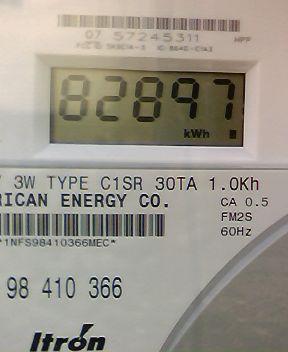 07 57245311
82897
kWh
3W TYPE C1SR 30TA 1.0Kh
RICAN ENERGY CO.
CA 0.5
FM2S
60Hz
*1NFS98410366MEC*
98 410 366
Itron